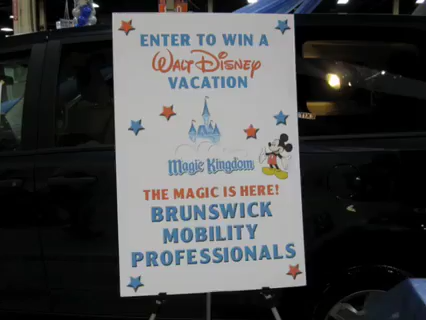 ENTER TO WIN A
Walt Disney
VACATION
Magic Kingdom
THE MAGIC IS HERE!
BRUNSWICK
MOBILITY
PROFESSIONALS